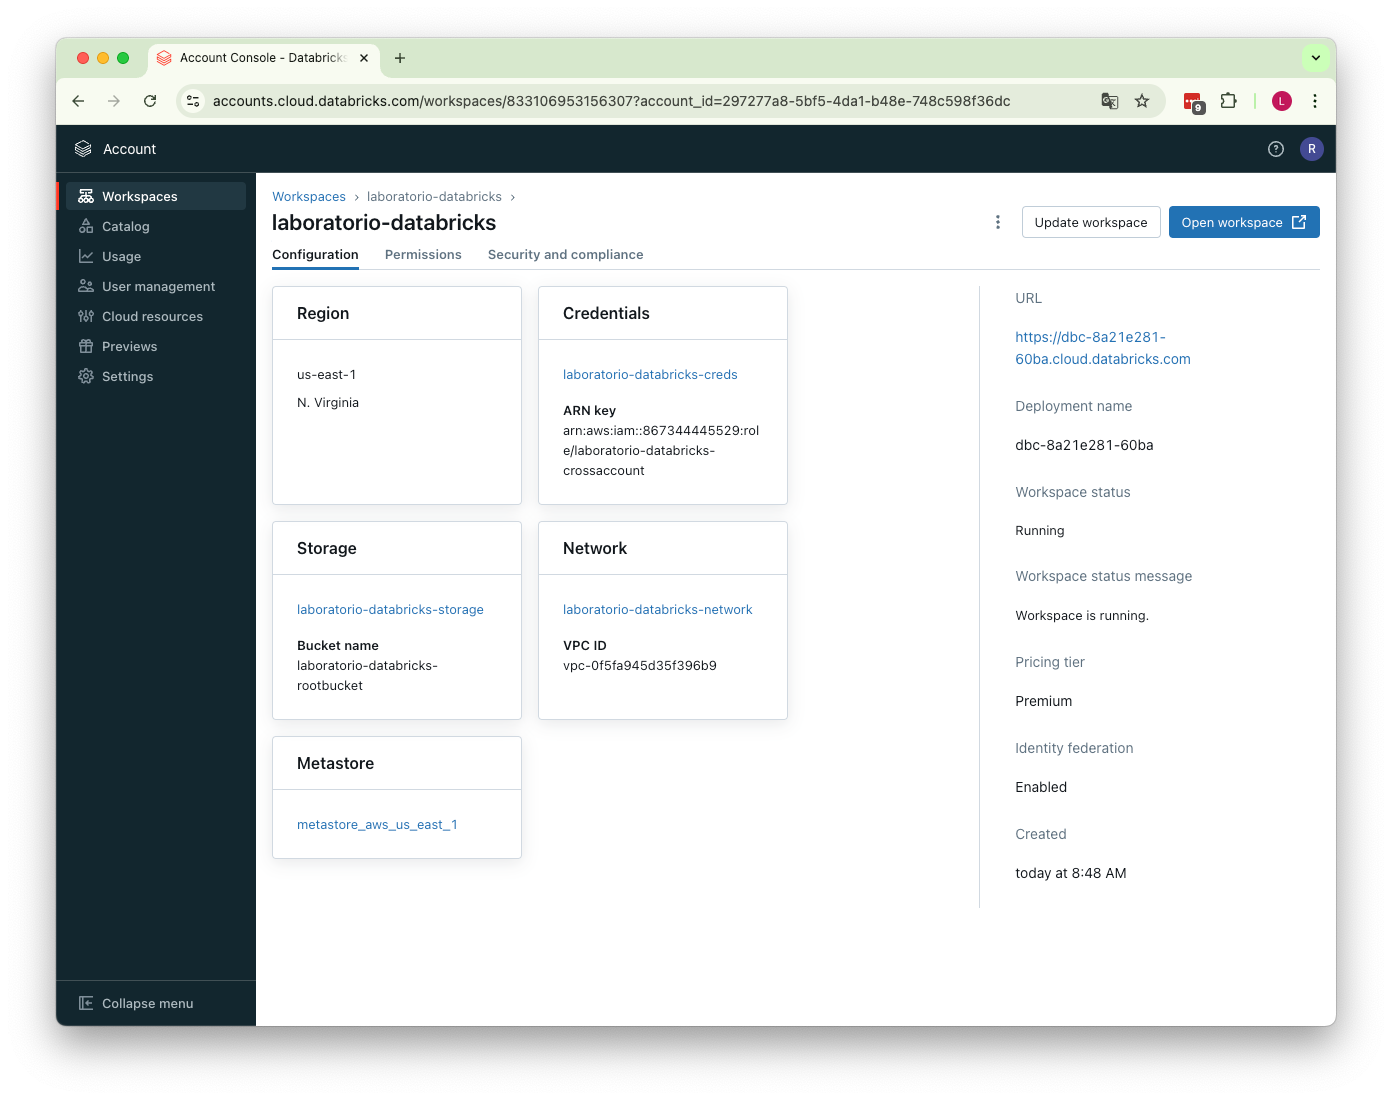 Account Console - Databricks
accounts.cloud.databricks.com/workspaces/833106953156307?account_id=297277a8-5bf5-4da1-b48e-748c598f36dc
9
L
Account
?
R
Workspaces
Catalog
Usage
User management
Cloud resources
Previews
Settings
Collapse menu
Workspaces › laboratorio-databricks ›
laboratorio-databricks
Update workspace
Open workspace
Configuration
Permissions
Security and compliance
Region
us-east-1
N. Virginia
Credentials
laboratorio-databricks-creds
ARN key
arn:aws:iam::867344445529:rol
e/laboratorio-databricks-
crossaccount
Storage
laboratorio-databricks-storage
Bucket name
laboratorio-databricks-
rootbucket
Network
laboratorio-databricks-network
VPC ID
vpc-0f5fa945d35f396b9
Metastore
metastore_aws_us_east_1
URL
https://dbc-8a21e281-
60ba.cloud.databricks.com
Deployment name
dbc-8a21e281-60ba
Workspace status
Running
Workspace status message
Workspace is running.
Pricing tier
Premium
Identity federation
Enabled
Created
today at 8:48 AM